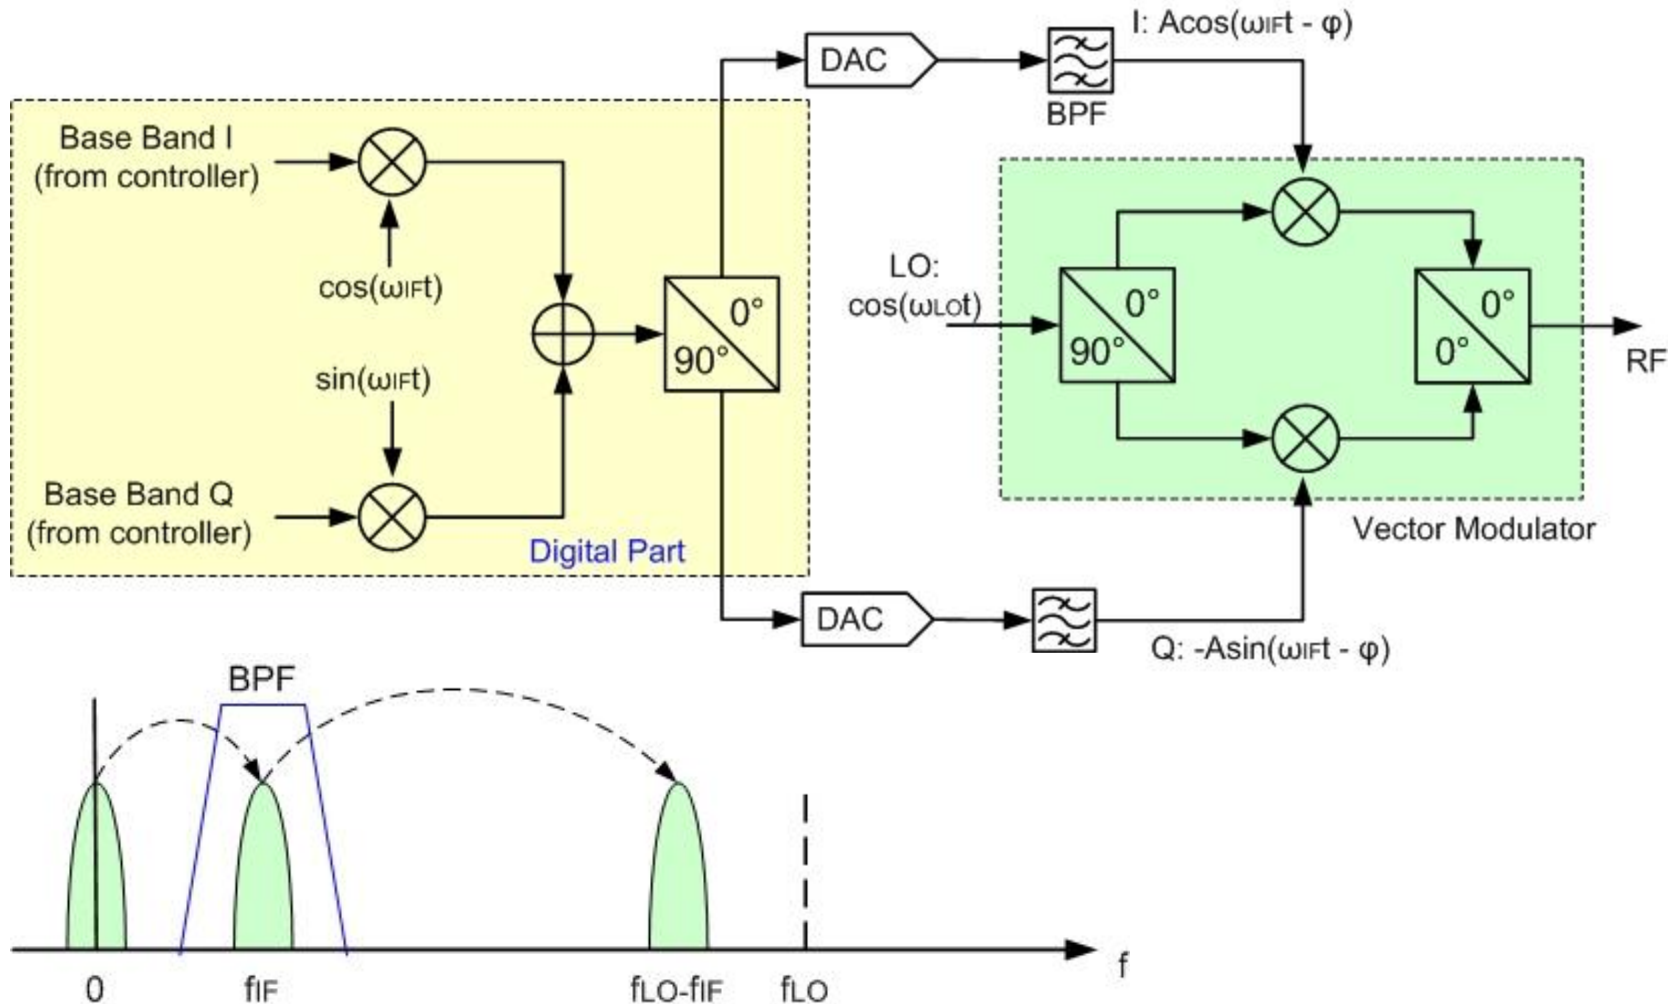 I: Acos(ωIFt - φ)
DAC
BPF
Base Band I
(from controller)
cos(ωIFt)
LO:
cos(ωLOt)
0°
90°
0°
90°
0°
0°
RF
sin(ωIFt)
Base Band Q
(from controller)
Digital Part
Vector Modulator
DAC
Q: -Asin(ωIFt - φ)
BPF
0
fIF
fLO-fIF
fLO
f